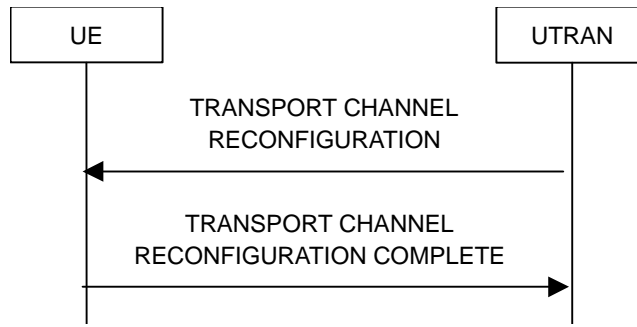 UE
UTRAN
TRANSPORT CHANNEL
RECONFIGURATION
TRANSPORT CHANNEL
RECONFIGURATION COMPLETE